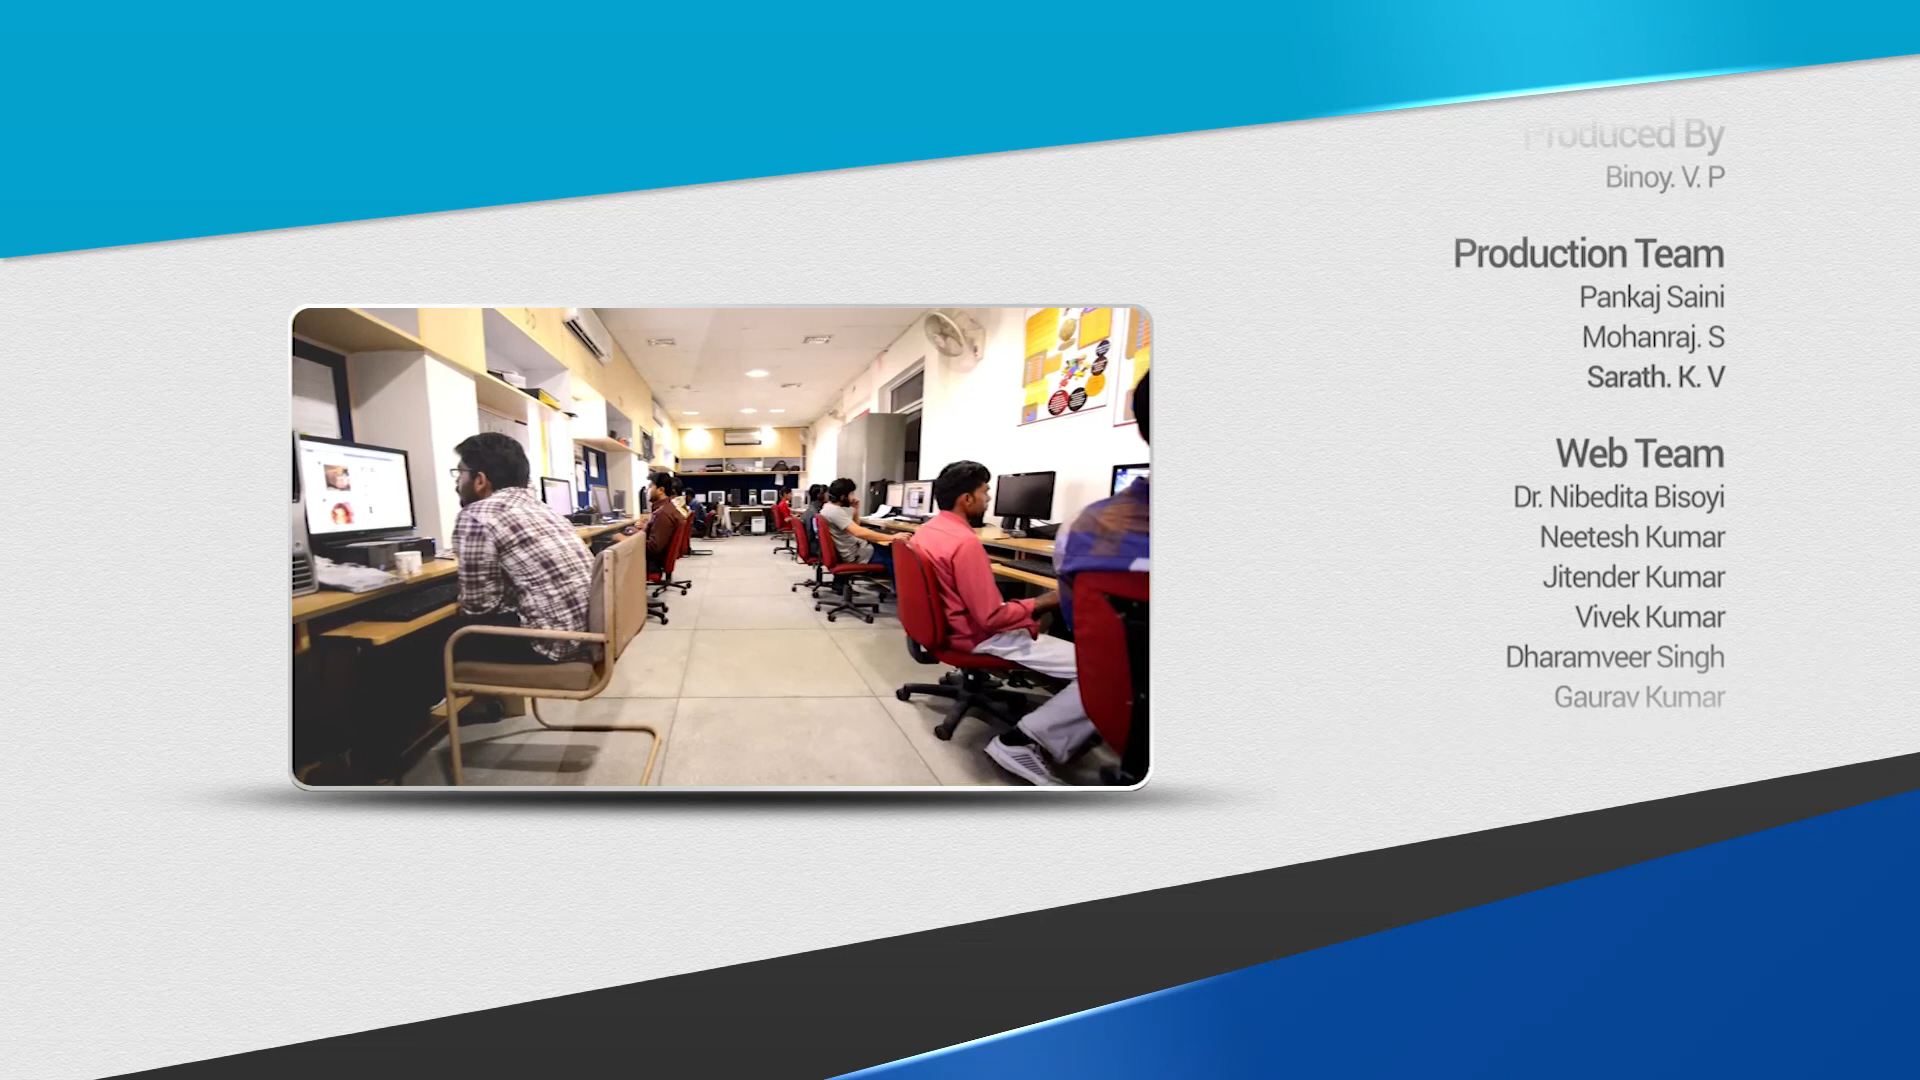 Produced By
Binoy. V. P
Production Team
Pankaj Saini
Mohanraj. S
Sarath. K. V
Web Team
Dr. Nibedita Bisoyi
Neetesh Kumar
Jitender Kumar
Vivek Kumar
Dharamveer Singh
Gaurav Kumar